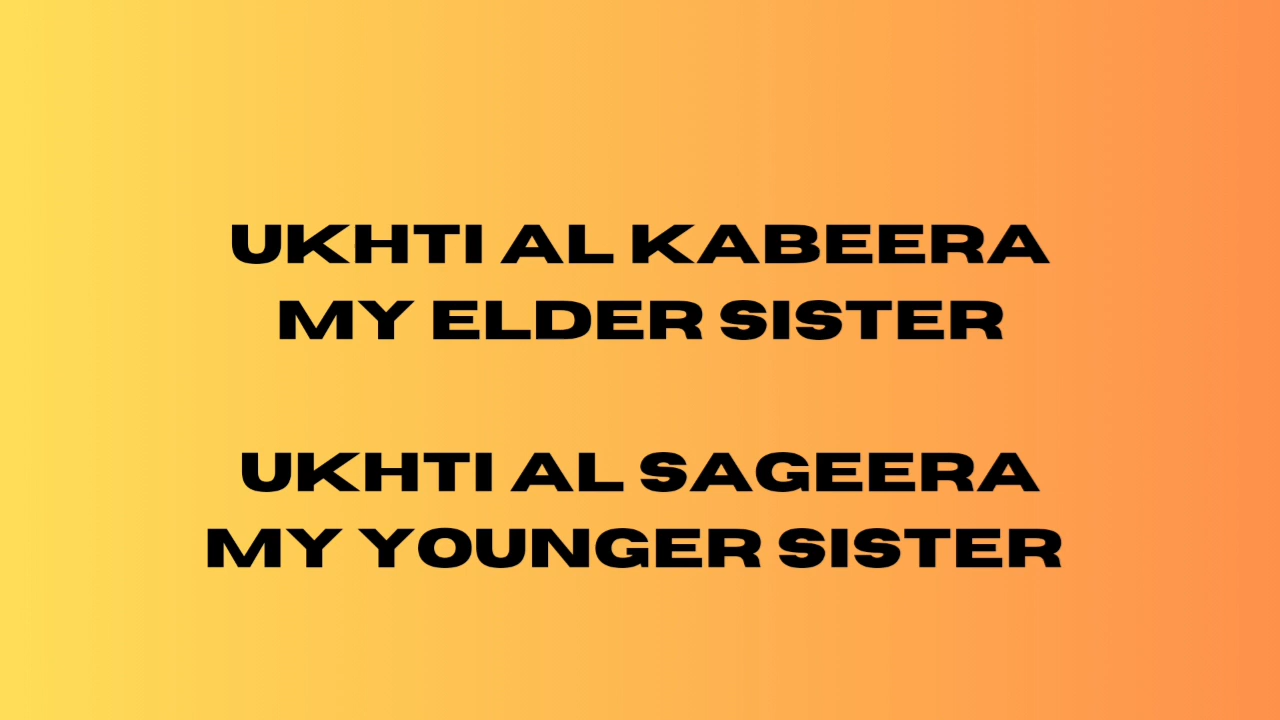 UKHTI AL KABEERA
MY ELDER SISTER
UKHTI AL SAGEERA
MY YOUNGER SISTER